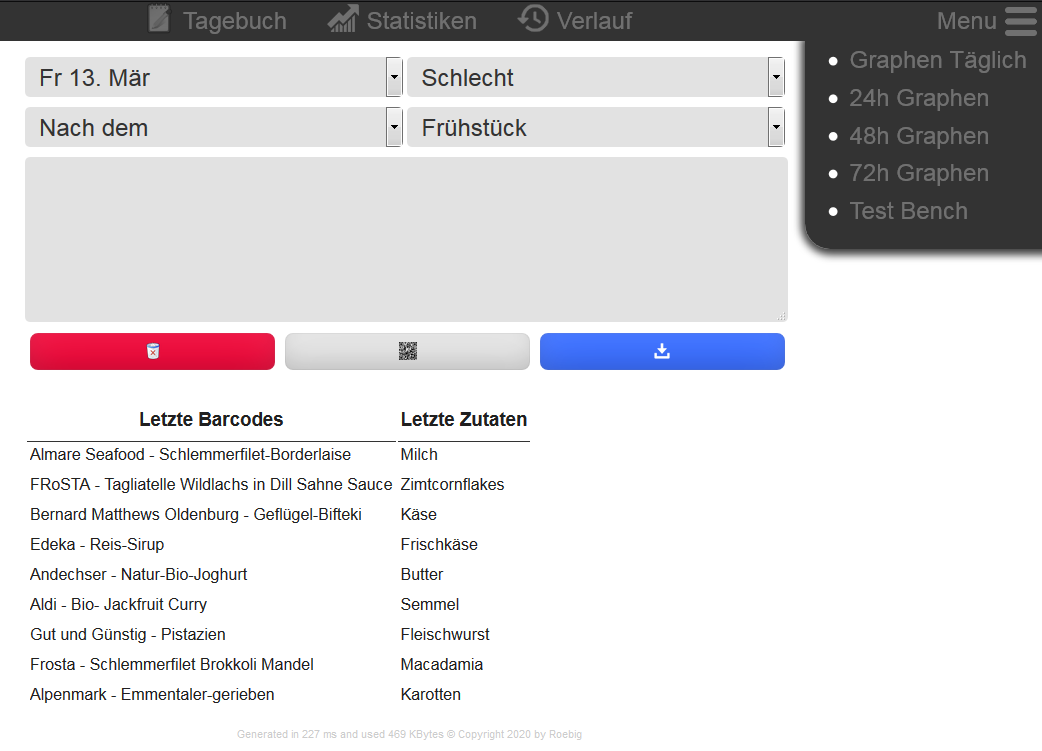 Tagebuch Statistiken Verlauf Menu
Graphen Täglich
24h Graphen
48h Graphen
72h Graphen
Test Bench
Fr 13. Mär Schlecht
Nach dem Frühstück
Letzte Barcodes Letzte Zutaten
Almare Seafood - Schlemmerfilet-Borderlaise Milch
FRoSTA - Tagliatelle Wildlachs in Dill Sahne Sauce Zimtcornflakes
Bernard Matthews Oldenburg - Geflügel-Bifteki Käse
Edeka - Reis-Sirup Frischkäse
Andechser - Natur-Bio-Joghurt Butter
Aldi - Bio- Jackfruit Curry Semmel
Gut und Günstig - Pistazien Fleischwurst
Frosta - Schlemmerfilet Brokkoli Mandel Macadamia
Alpenmark - Emmentaler-gerieben Karotten
Generated in 227 ms and used 469 KBytes © Copyright 2020 by Roebig